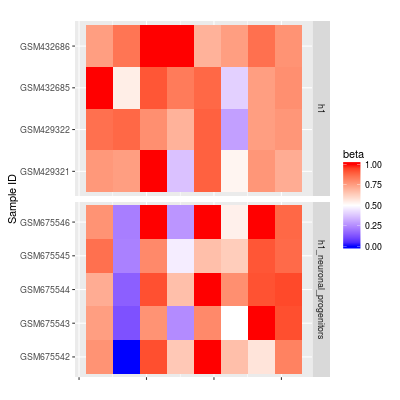 Sample ID
GSM432686
GSM432685
GSM429322
GSM429321
h1
GSM675546
GSM675545
GSM675544
GSM675543
GSM675542
h1_neuronal_progenitors
beta
1.00
0.75
0.50
0.25
0.00